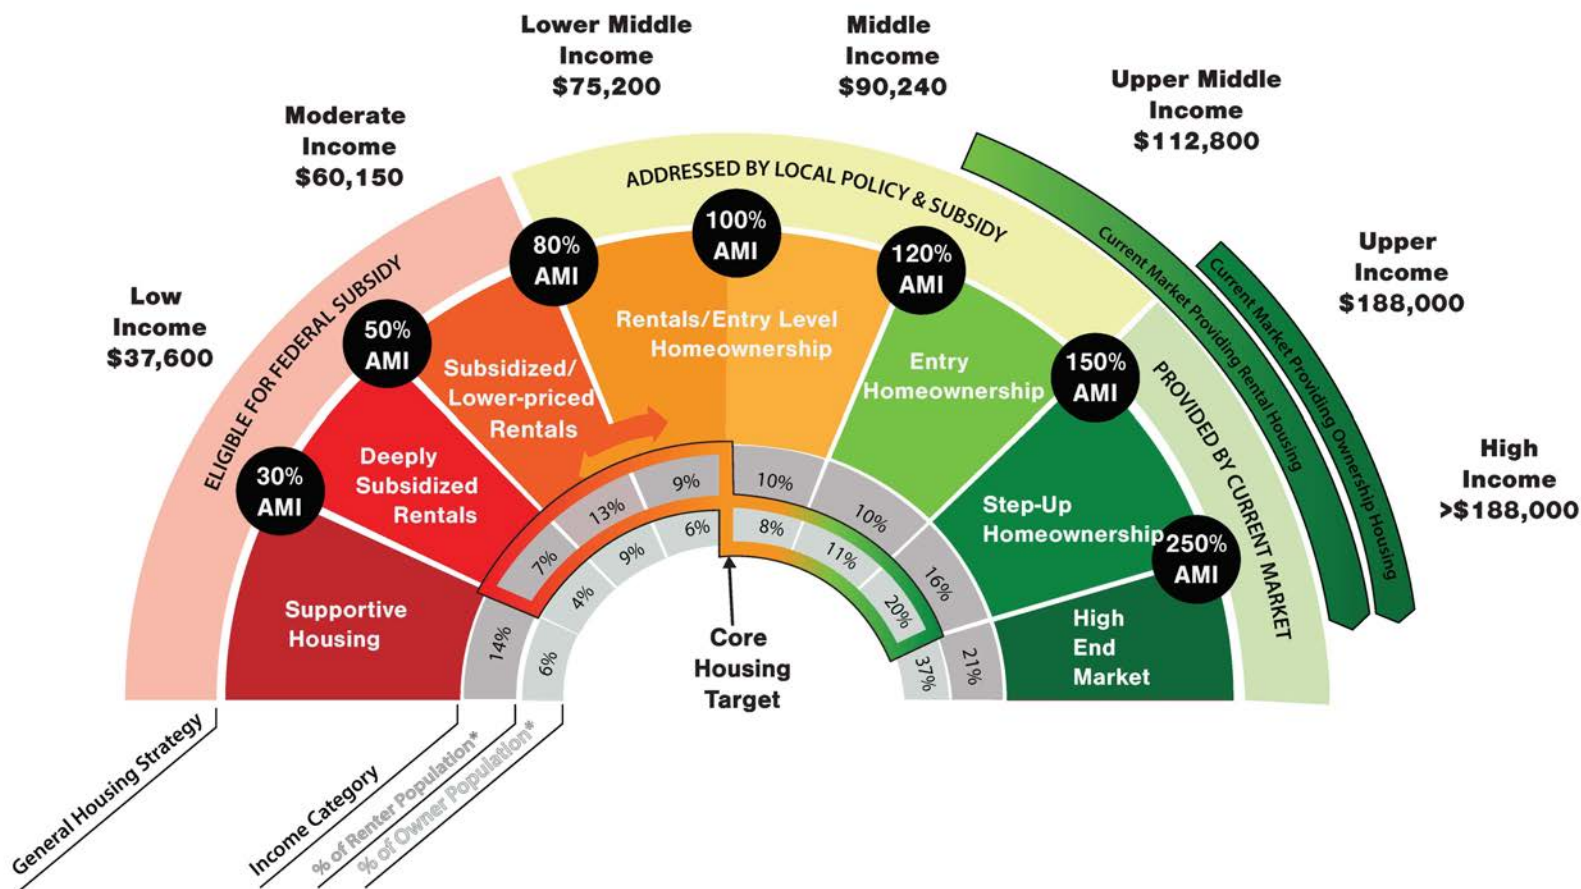 Lower Middle
Income
$75,200
Middle
Income
$90,240
Upper Middle
Income
$112,800
Moderate
Income
$60,150
Upper
Income
$188,000
Low
Income
$37,600
High
Income
>$188,000
ELIGIBLE FOR FEDERAL SUBSIDY
ADDRESSED BY LOCAL POLICY & SUBSIDY
PROVIDED BY CURRENT MARKET
Current Market Providing Rental Housing
Current Market Providing Ownership Housing
30%
AMI
50%
AMI
80%
AMI
100%
AMI
120%
AMI
150%
AMI
250%
AMI
Supportive
Housing
Deeply
Subsidized
Rentals
Subsidized/
Lower-priced
Rentals
Rentals/Entry Level
Homeownership
Entry
Homeownership
Step-Up
Homeownership
High
End
Market
14%
7%
13%
9%
10%
10%
16%
21%
6%
4%
9%
6%
8%
11%
20%
37%
Core
Housing
Target
General Housing Strategy
Income Category
% of Renter Population*
% of Owner Population*